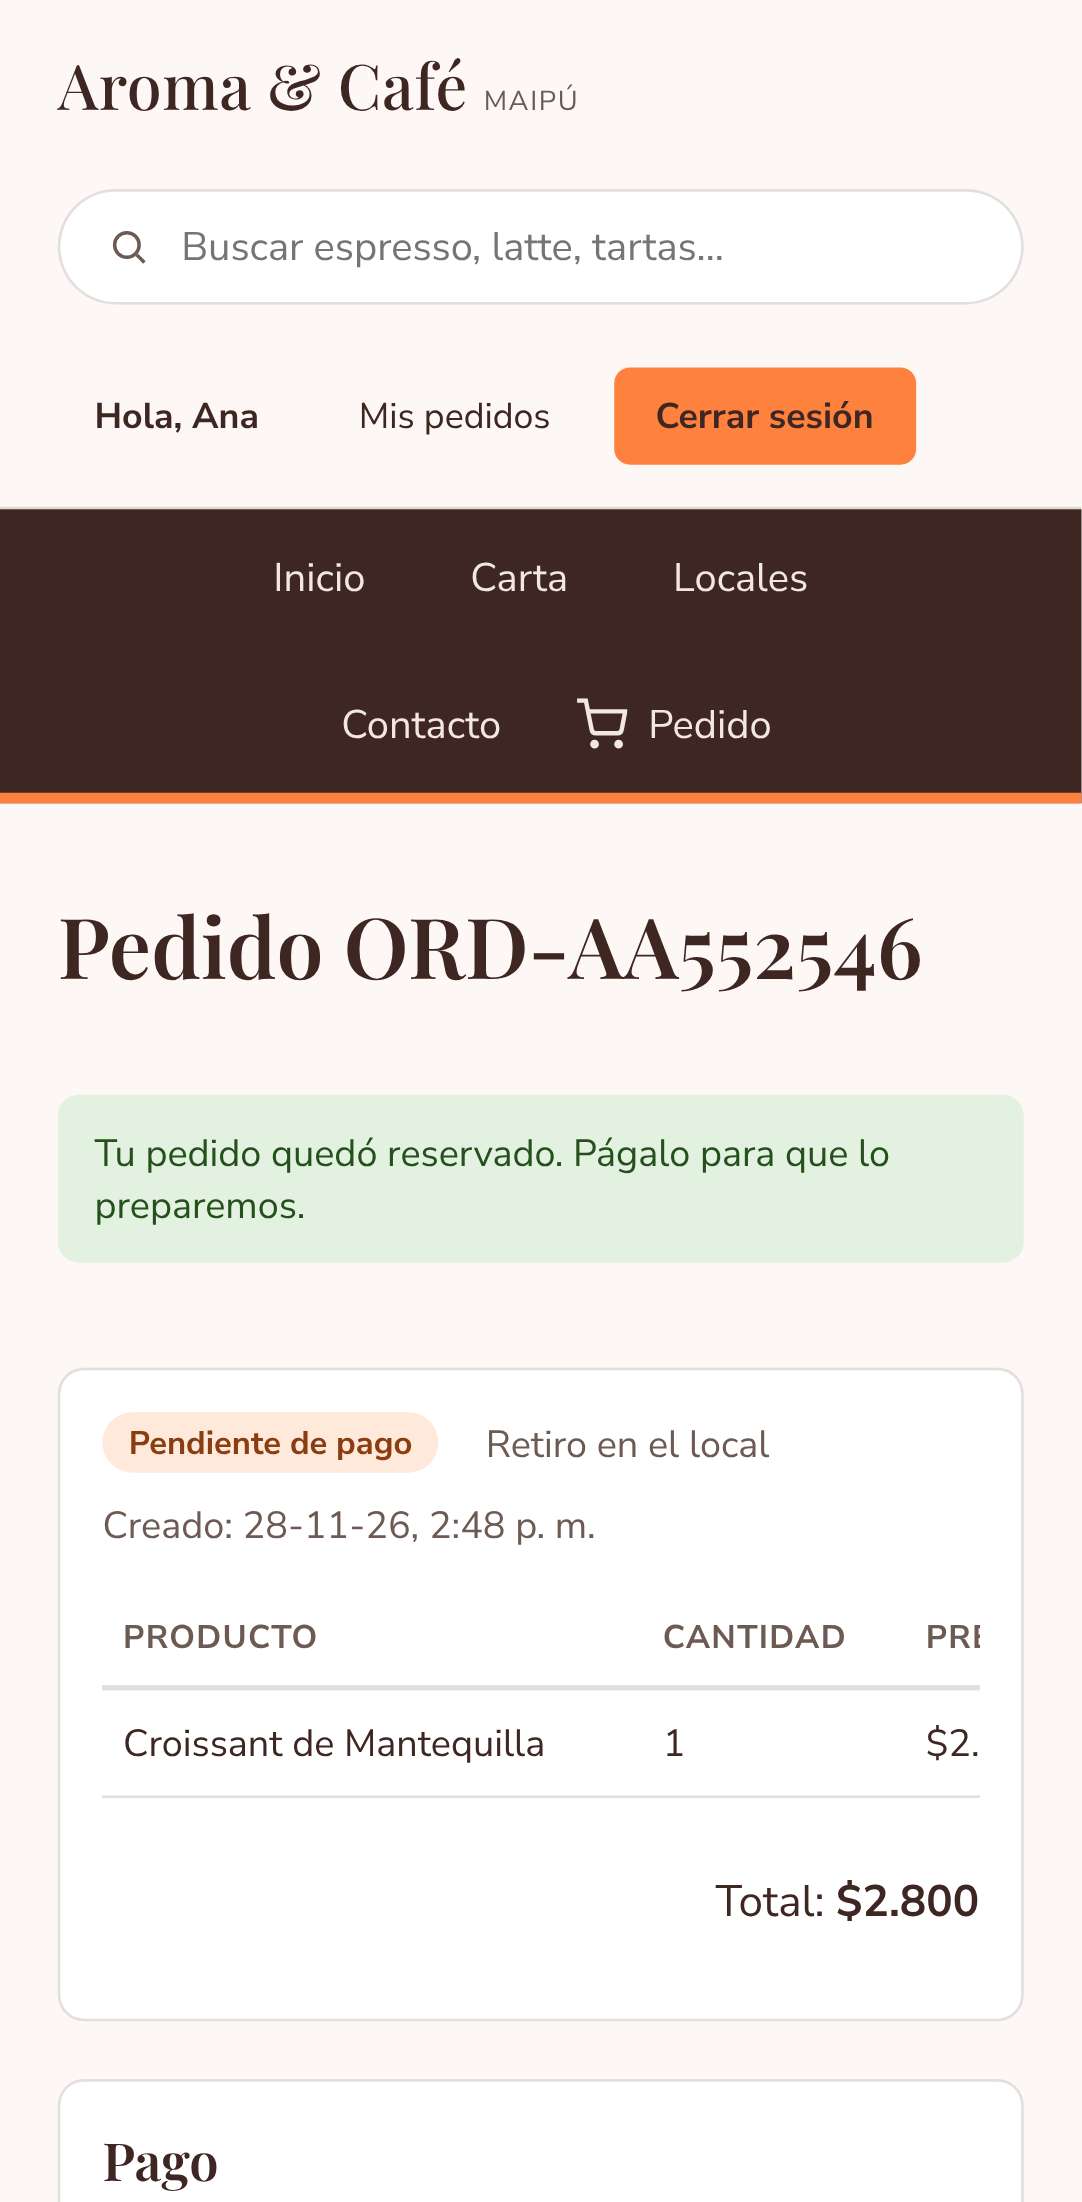 Aroma & Café MAIPÚ
Buscar espresso, latte, tartas...
Hola, Ana Mis pedidos Cerrar sesión
Inicio Carta Locales
Contacto Pedido
Pedido ORD-AA552546
Tu pedido quedó reservado. Págalo para que lo
preparemos.
Pendiente de pago Retiro en el local
Creado: 28-11-26, 2:48 p. m.
PRODUCTO CANTIDAD PRE
Croissant de Mantequilla 1 $2.
Total: $2.800
Pago